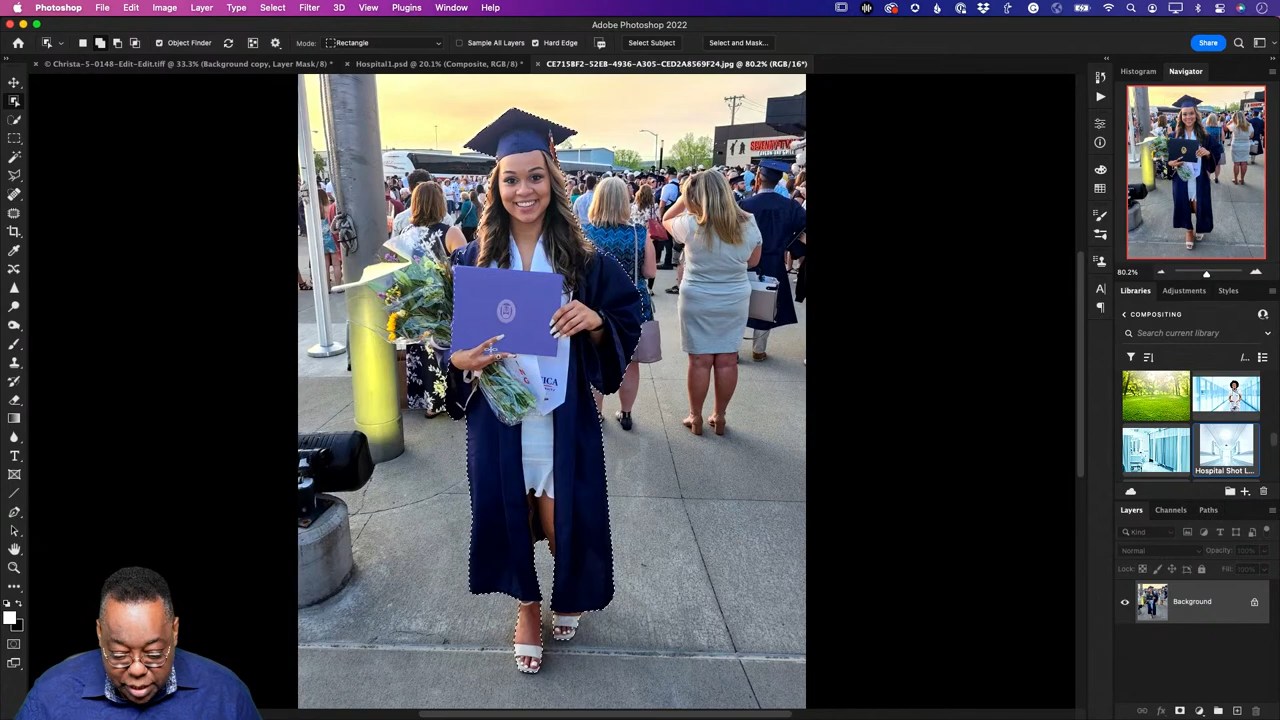 Photoshop File Edit Image Layer Type Select Filter 3D View Plugins Window Help
Adobe Photoshop 2022
Object Finder Mode: Rectangle Sample All Layers Hard Edge Select Subject Select and Mask... Share
© Christa-5-0148-Edit-Edit.tiff @ 33.3% (Background copy, Layer Mask/8) * Hospital1.psd @ 20.1% (Composite, RGB/8) * CE715BF2-52EB-4936-A305-CED2A8569F24.jpg @ 80.2% (RGB/16*)
Histogram Navigator
80.2%
Libraries Adjustments Styles
COMPOSITING
Search current library
Hospital Shot L...
Layers Channels Paths
Kind
Normal Opacity: 100%
Lock: Fill: 100%
Background